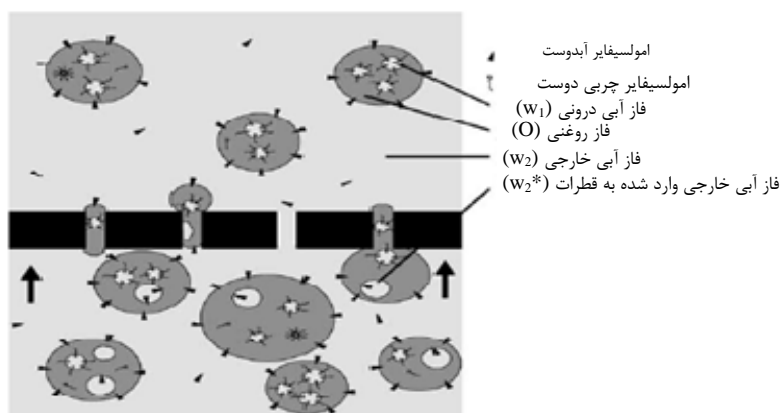 امولسیفایر آبدوست
امولسیفایر چربی دوست
فاز آبی درونی (w₁)
فاز روغنی (O)
فاز آبی خارجی (w₂)
فاز آبی خارجی وارد شده به قطرات (w₂*)